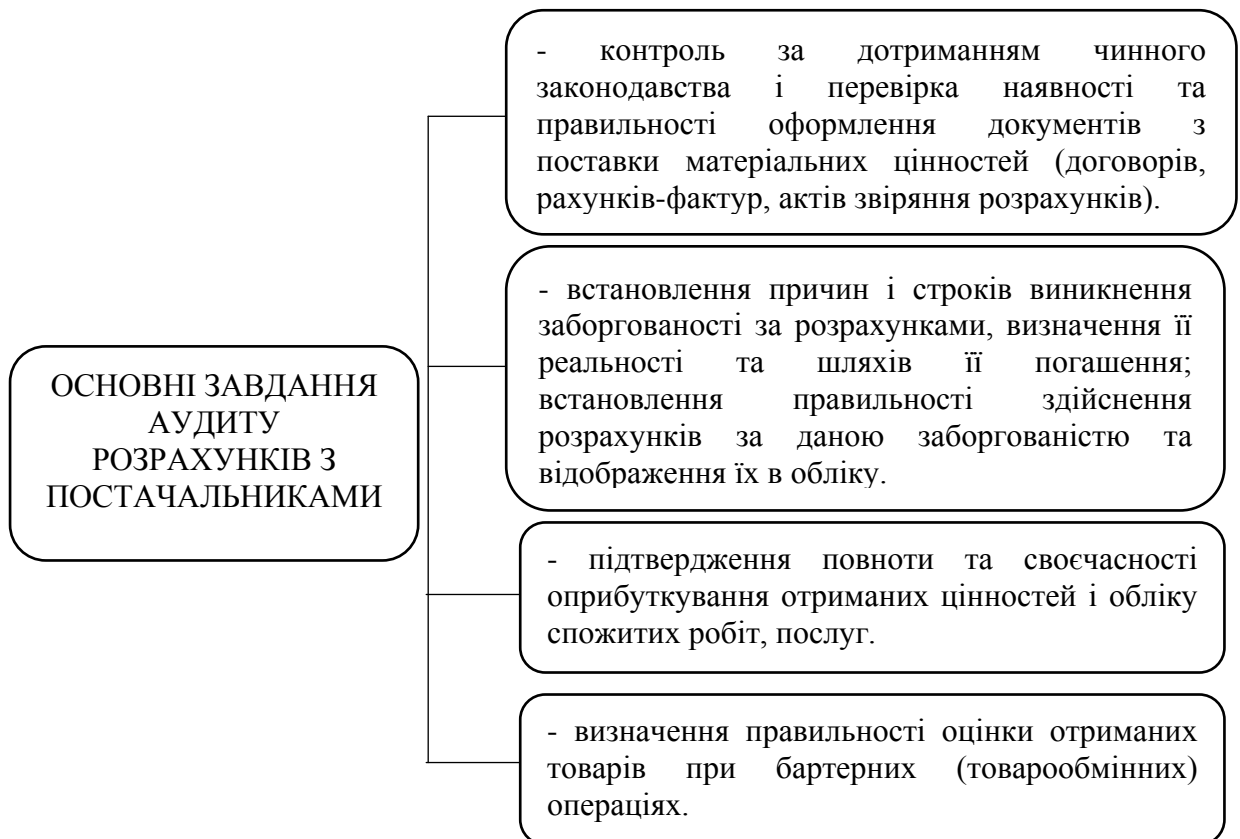 ОСНОВНІ ЗАВДАННЯ
АУДИТУ
РОЗРАХУНКІВ З
ПОСТАЧАЛЬНИКАМИ
- контроль за дотриманням чинного
законодавства і перевірка наявності та
правильності оформлення документів з
поставки матеріальних цінностей (договорів,
рахунків-фактур, актів звіряння розрахунків).
- встановлення причин і строків виникнення
заборгованості за розрахунками, визначення її
реальності та шляхів її погашення;
встановлення правильності здійснення
розрахунків за даною заборгованістю та
відображення їх в обліку.
- підтвердження повноти та своєчасності
оприбуткування отриманих цінностей і обліку
спожитих робіт, послуг.
- визначення правильності оцінки отриманих
товарів при бартерних (товарообмінних)
операціях.